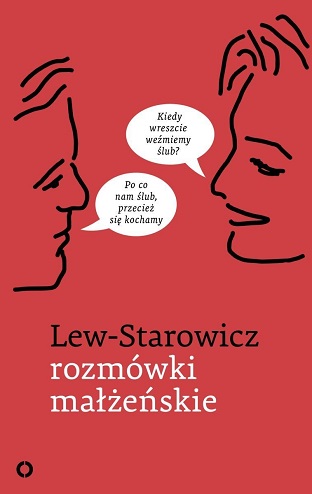 Kiedy
wreszcie
weźmiemy
ślub?
Po co
nam ślub,
przecież
się kochamy
Lew-Starowicz
rozmówki
małżeńskie